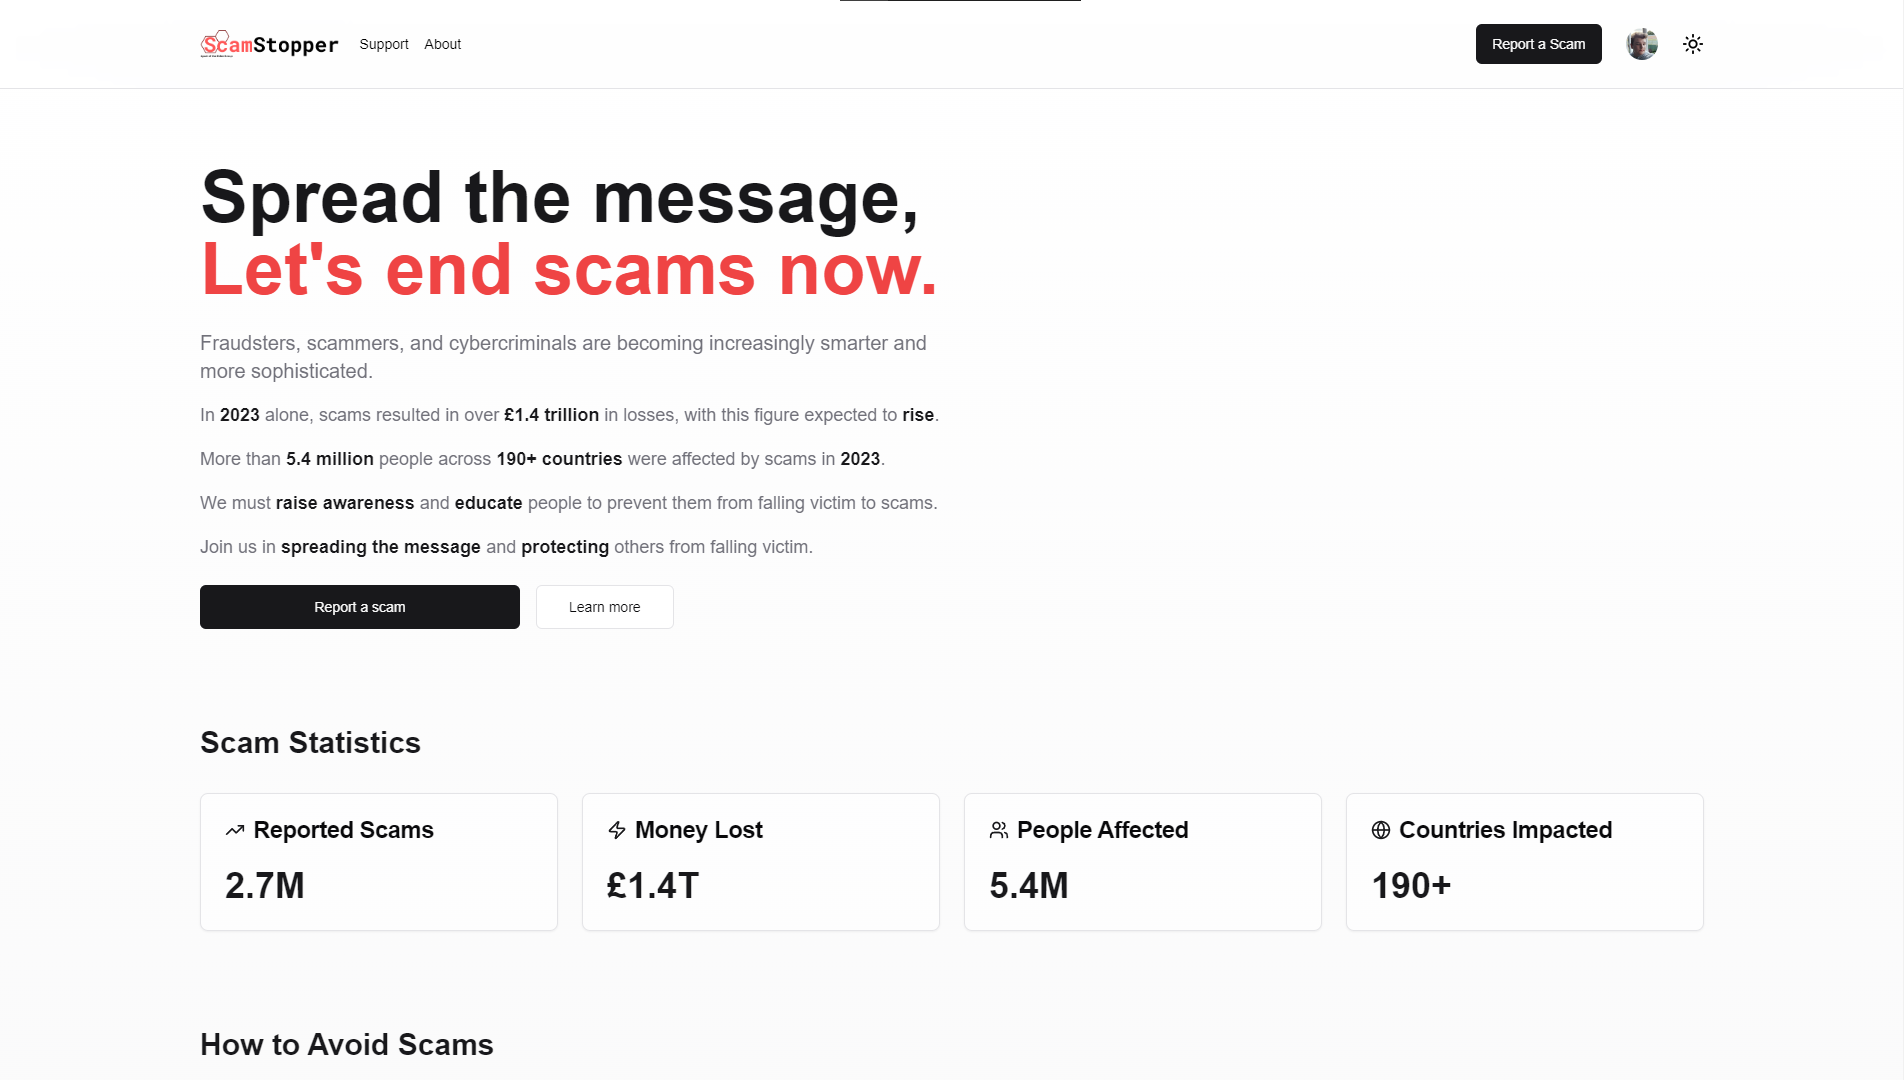 ScamStopper Support About Report a Scam
Spread the message,
Let's end scams now.
Fraudsters, scammers, and cybercriminals are becoming increasingly smarter and
more sophisticated.
In 2023 alone, scams resulted in over £1.4 trillion in losses, with this figure expected to rise.
More than 5.4 million people across 190+ countries were affected by scams in 2023.
We must raise awareness and educate people to prevent them from falling victim to scams.
Join us in spreading the message and protecting others from falling victim.
Report a scam Learn more
Scam Statistics
Reported Scams
2.7M
Money Lost
£1.4T
People Affected
5.4M
Countries Impacted
190+
How to Avoid Scams